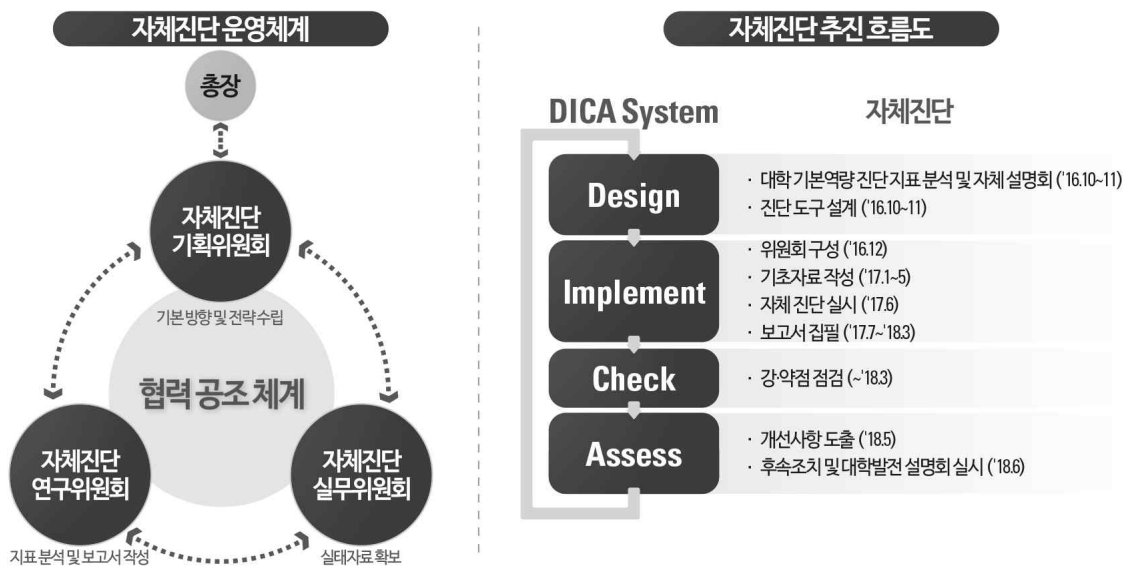 자체진단 운영체계
총장
자체진단
기획위원회
기본 방향 및 전략 수립
협력 공조 체계
자체진단
연구위원회
지표 분석 및 보고서 작성
자체진단
실무위원회
실태자료 확보
자체진단 추진 흐름도
DICA System
자체진단
Design
· 대학 기본역량 진단 지표 분석 및 자체 설명회 ('16.10~11)
· 진단 도구 설계 ('16.10~11)
Implement
· 위원회 구성 ('16.12)
· 기초자료 작성 ('17.1~5)
· 자체 진단 실시 ('17.6)
· 보고서 집필 ('17.7~'18.3)
Check
· 강·약점 점검 (~'18.3)
Assess
· 개선사항 도출 ('18.5)
· 후속조치 및 대학발전 설명회 실시 ('18.6)